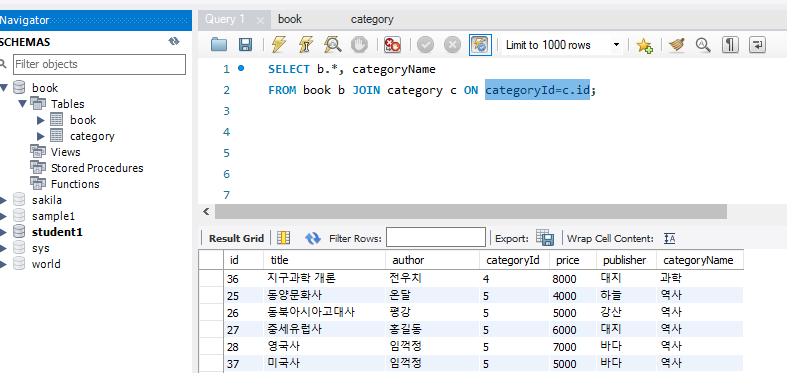 Navigator
Query 1 book category
SCHEMAS
Filter objects
Limit to 1000 rows
book
Tables
book
category
Views
Stored Procedures
Functions
sakila
sample1
student1
sys
world
1 SELECT b.*, categoryName
2 FROM book b JOIN category c ON categoryId=c.id;
3
4
5
6
7
Result Grid Filter Rows: Export: Wrap Cell Content:
id title author categoryId price publisher categoryName
36 지구과학 개론 전우치 4 8000 대지 과학
25 동양문화사 온달 5 4000 하늘 역사
26 동북아시아고대사 평강 5 5000 강산 역사
27 중세유럽사 홍길동 5 6000 대지 역사
28 영국사 임꺽정 5 7000 바다 역사
37 미국사 임꺽정 5 5000 바다 역사